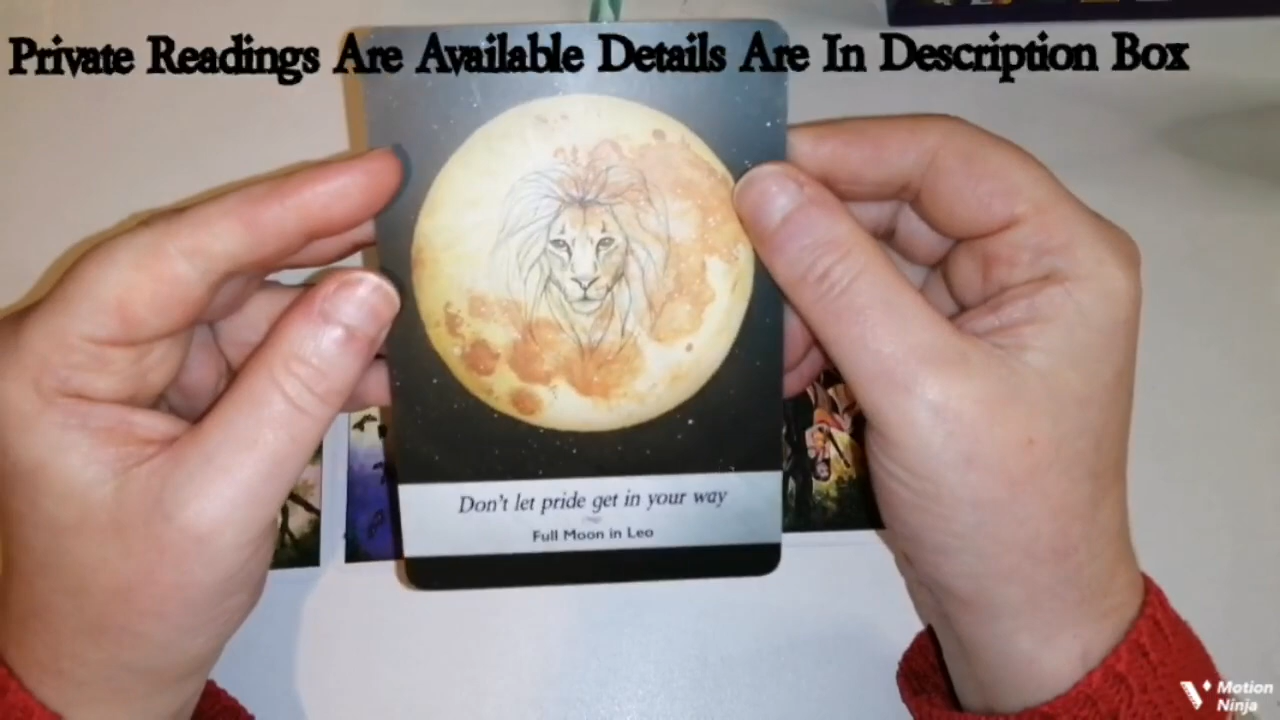 Private Readings Are Available Details Are In Description Box
Don't let pride get in your way
Full Moon in Leo
Motion
Ninja